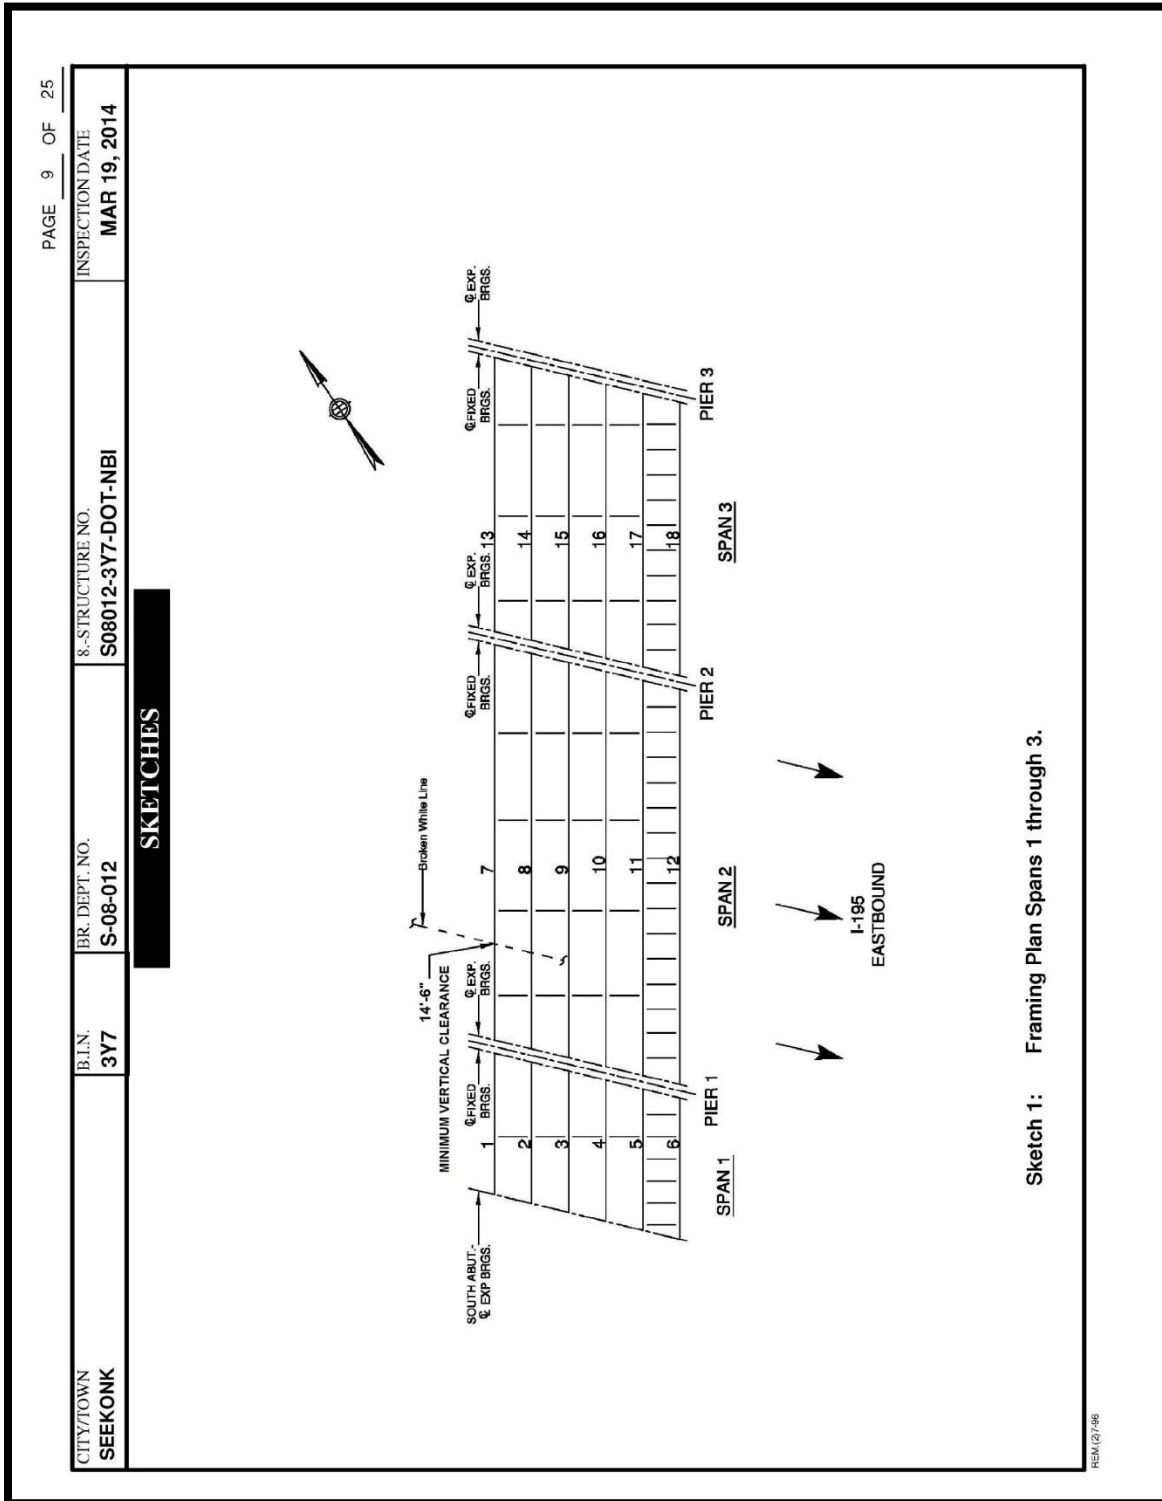 PAGE 9 OF 25
CITY/TOWN
SEEKONK
B.I.N.
3Y7
BR. DEPT. NO.
S-08-012
8.-STRUCTURE NO.
S08012-3Y7-DOT-NBI
INSPECTION DATE
MAR 19, 2014
SKETCHES
Broken White Line
14'-6"
MINIMUM VERTICAL CLEARANCE
SOUTH ABUT.-
℄ EXP BRGS.
℄ FIXED
BRGS.
℄ EXP.
BRGS.
℄ FIXED
BRGS.
℄ EXP.
BRGS.
℄ FIXED
BRGS.
℄ EXP.
BRGS.
1
2
3
4
5
6
7
8
9
10
11
12
13
14
15
16
17
18
PIER 1
PIER 2
PIER 3
SPAN 1
SPAN 2
SPAN 3
I-195
EASTBOUND
Sketch 1: Framing Plan Spans 1 through 3.
REM.(2)7-96